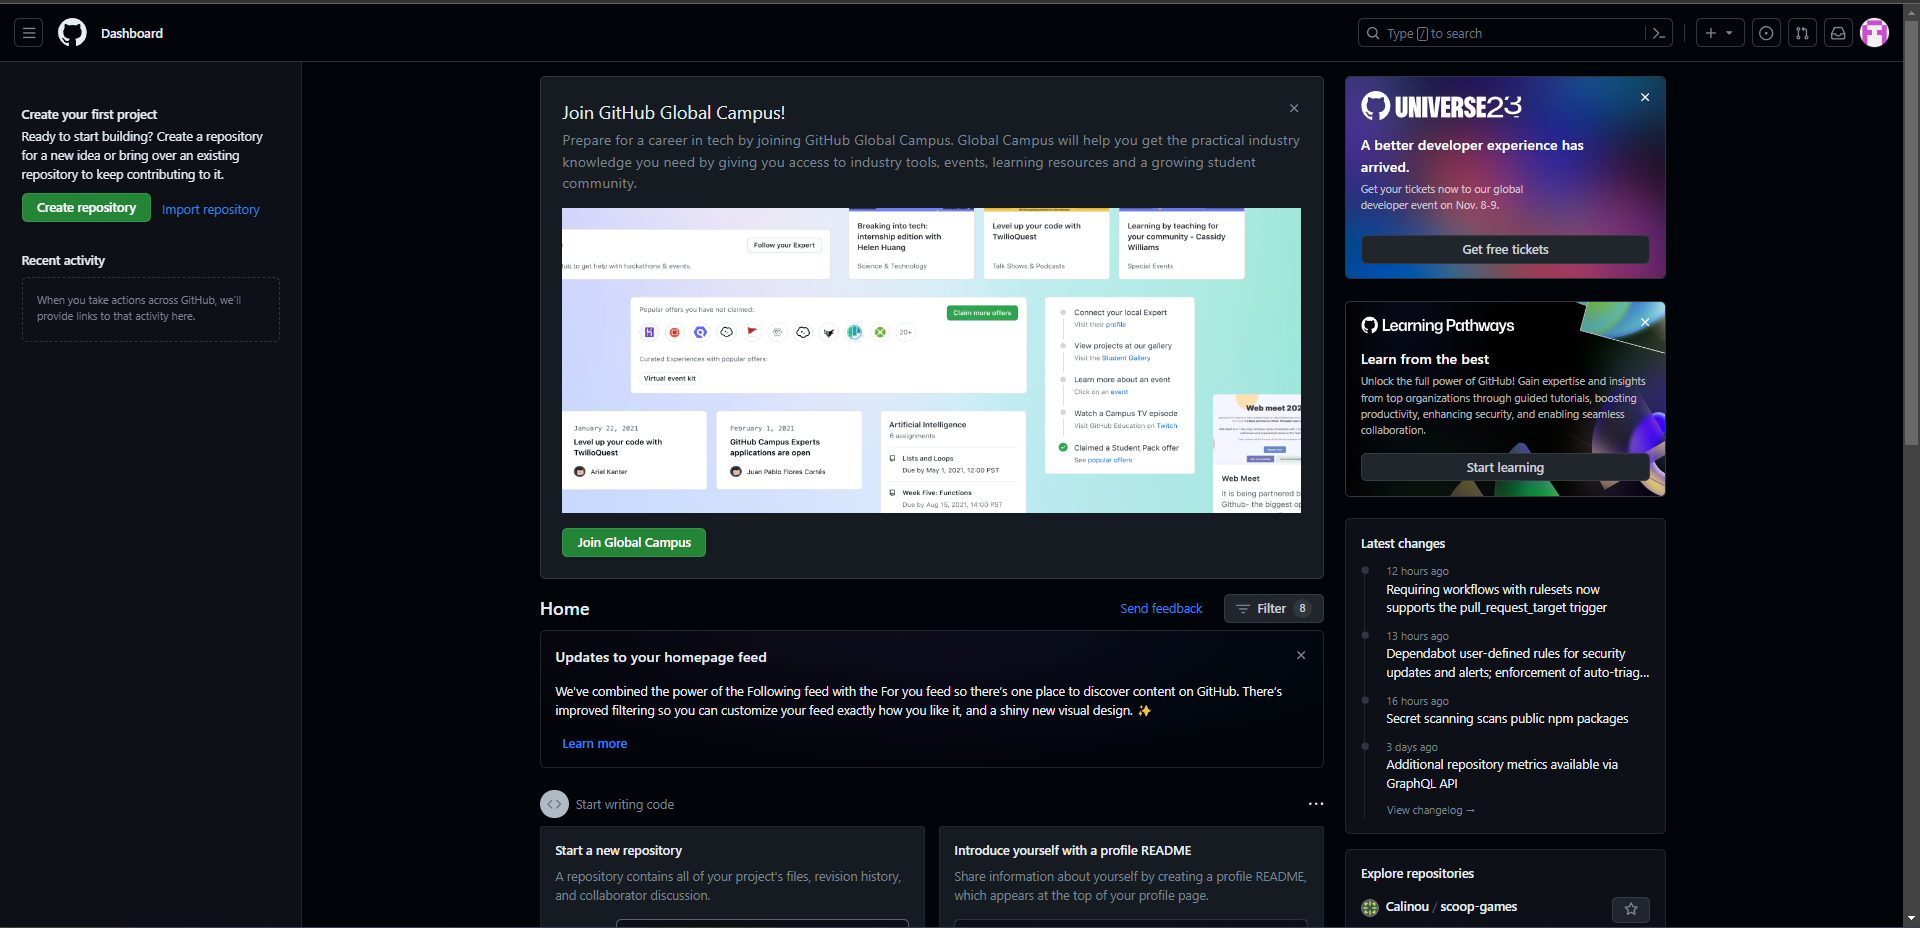 Dashboard
Type / to search
Create your first project
Ready to start building? Create a repository
for a new idea or bring over an existing
repository to keep contributing to it.
Create repository
Import repository
Recent activity
When you take actions across GitHub, we'll
provide links to that activity here.
Join GitHub Global Campus!
Prepare for a career in tech by joining GitHub Global Campus. Global Campus will help you get the practical industry
knowledge you need by giving you access to industry tools, events, learning resources and a growing student
community.
Follow your Expert
to get help with hackathons & events.
Breaking into tech:
internship edition with
Helen Huang
Science & Technology
Level up your code with
TwilioQuest
Talk Shows & Podcasts
Learning by teaching for
your community - Cassidy
Williams
Special Events
Popular offers you have not claimed:
Claim more offers
20+
Curated Experiences with popular offers:
Virtual event kit
Connect your local Expert
Visit their profile
View projects at our gallery
Visit the Student Gallery
Learn more about an event
Click on an event
Watch a Campus TV episode
Visit GitHub Education on Twitch
Claimed a Student Pack offer
See popular offers
January 22, 2021
Level up your code with
TwilioQuest
Ariel Kanter
February 1, 2021
GitHub Campus Experts
applications are open
Juan Pablo Flores Cortés
Artificial Intelligence
6 assignments
Lists and Loops
Due by May 1, 2021, 12:00 PST
Week Five: Functions
Due by Aug 15, 2021, 14:00 PST
Web meet 202
Web Meet
It is being partnered b
Github- the biggest op
Join Global Campus
Home
Send feedback
Filter 8
Updates to your homepage feed
We've combined the power of the Following feed with the For you feed so there's one place to discover content on GitHub. There's
improved filtering so you can customize your feed exactly how you like it, and a shiny new visual design. ✨
Learn more
Start writing code
Start a new repository
A repository contains all of your project's files, revision history,
and collaborator discussion.
Introduce yourself with a profile README
Share information about yourself by creating a profile README,
which appears at the top of your profile page.
UNIVERSE23
A better developer experience has
arrived.
Get your tickets now to our global
developer event on Nov. 8-9.
Get free tickets
Learning Pathways
Learn from the best
Unlock the full power of GitHub! Gain expertise and insights
from top organizations through guided tutorials, boosting
productivity, enhancing security, and enabling seamless
collaboration.
Start learning
Latest changes
12 hours ago
Requiring workflows with rulesets now
supports the pull_request_target trigger
13 hours ago
Dependabot user-defined rules for security
updates and alerts; enforcement of auto-triag...
16 hours ago
Secret scanning scans public npm packages
3 days ago
Additional repository metrics available via
GraphQL API
View changelog →
Explore repositories
Calinou / scoop-games